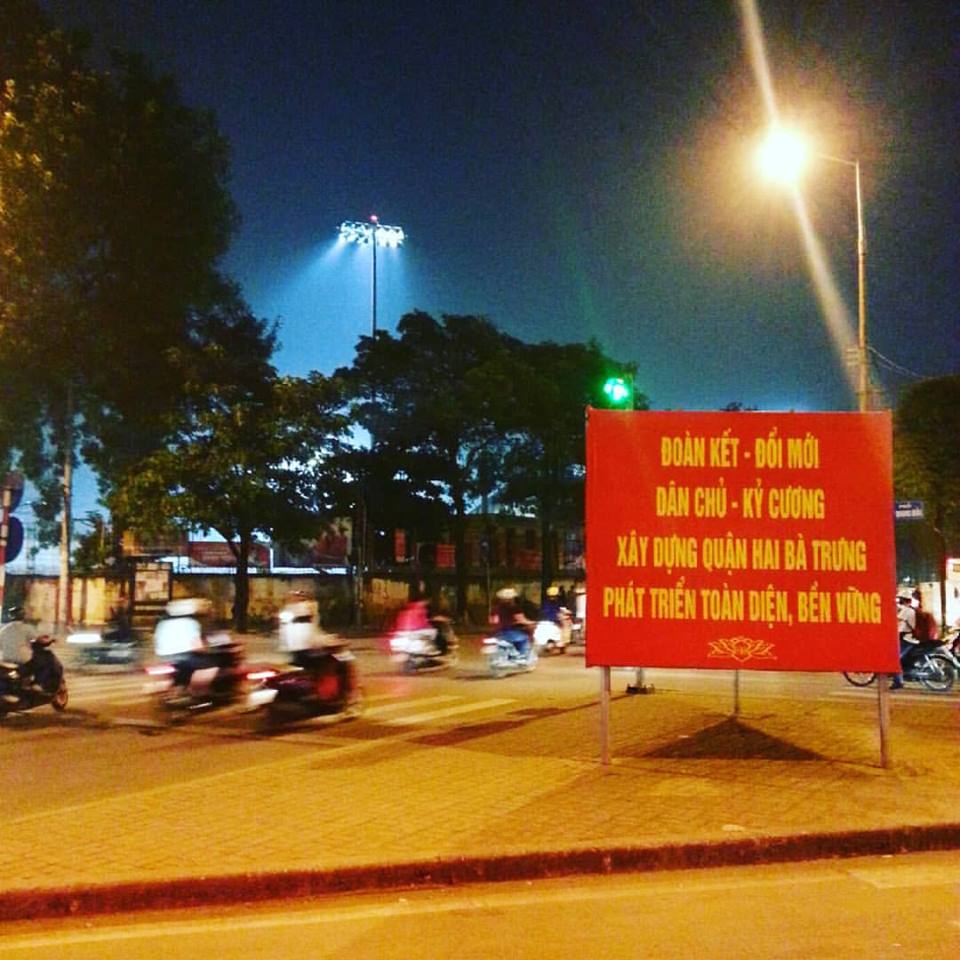 ĐOÀN KẾT - ĐỔI MỚI
DÂN CHỦ - KỶ CƯƠNG
XÂY DỰNG QUẬN HAI BÀ TRƯNG
PHÁT TRIỂN TOÀN DIỆN, BỀN VỮNG